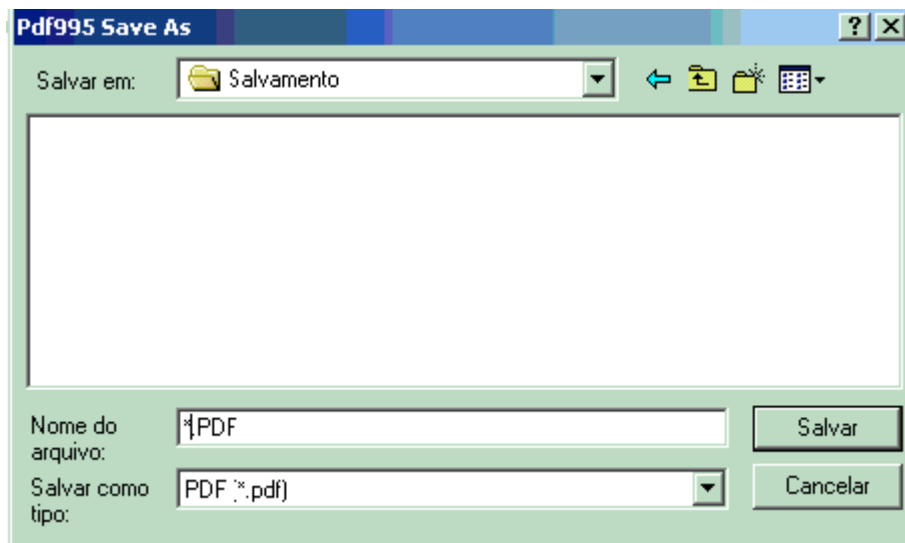 Pdf995 Save As
Salvar em:
Salvamento
Nome do
arquivo:
*.PDF
Salvar
Salvar como
tipo:
PDF (*.pdf)
Cancelar